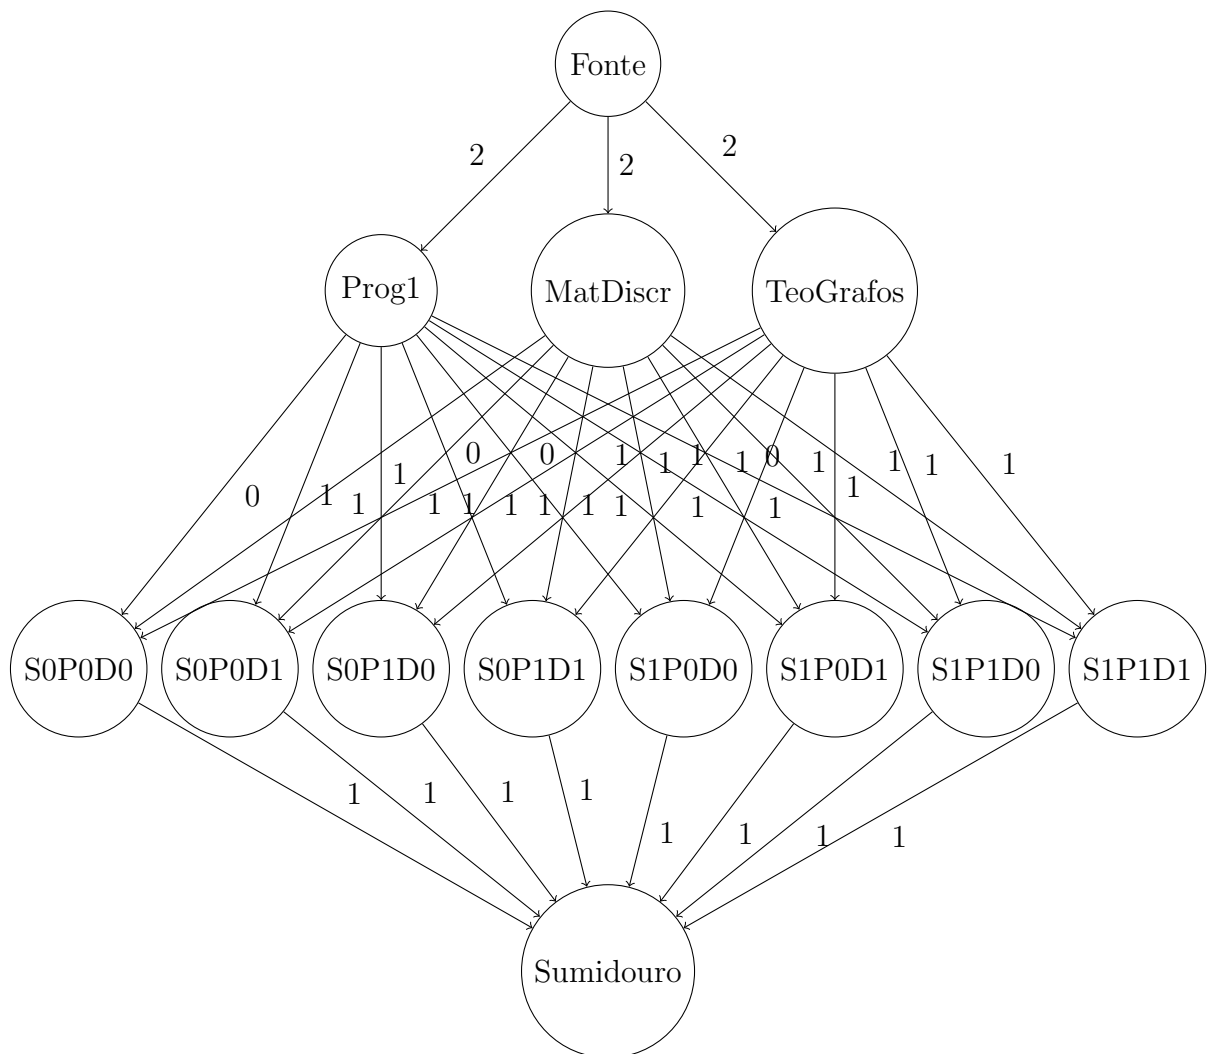 Fonte
2
2
2
Prog1 MatDiscr TeoGrafos
0 0 1 1 0
1 1 1 1 1 1 1
0 1 1
1 1 1 1 1 1 1 1 1
S0P0D0 S0P0D1 S0P1D0 S0P1D1 S1P0D0 S1P0D1 S1P1D0 S1P1D1
1 1 1 1
1 1 1 1
Sumidouro